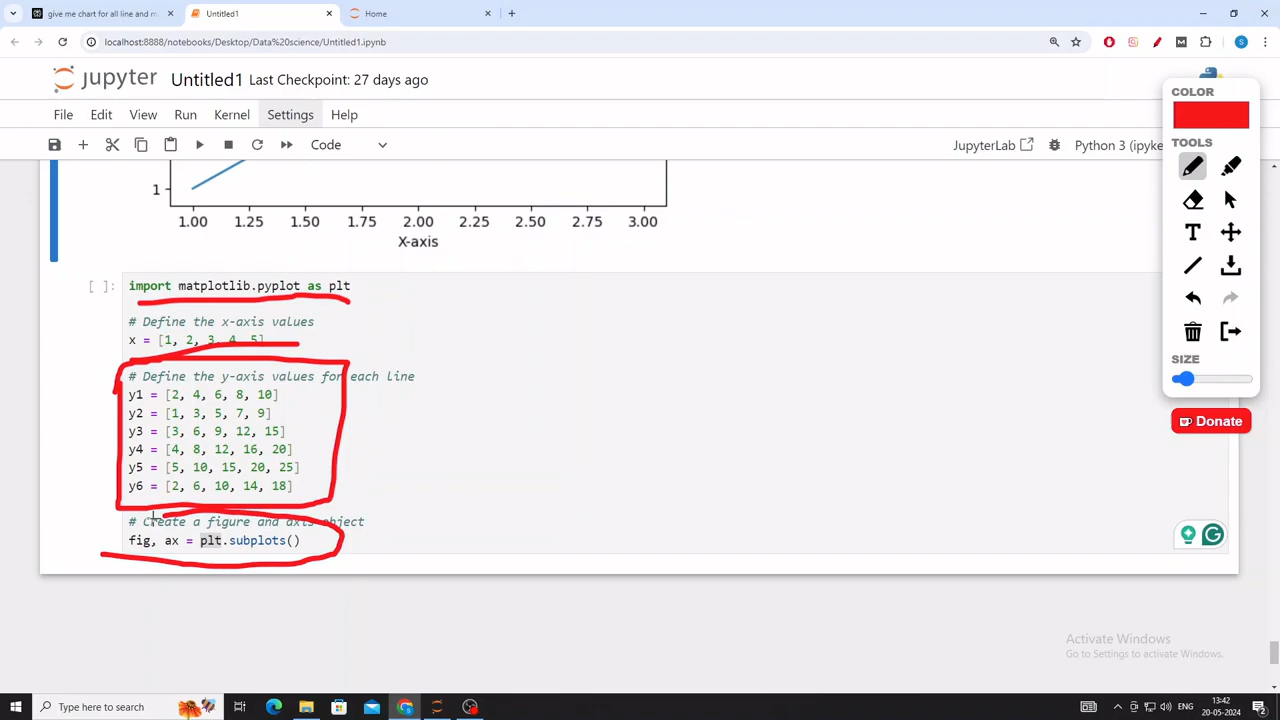 give me chart for all line and m
Untitled1
Home
localhost:8888/notebooks/Desktop/Data%20science/Untitled1.ipynb
jupyter Untitled1 Last Checkpoint: 27 days ago
File Edit View Run Kernel Settings Help
Code
JupyterLab
Python 3 (ipyke
COLOR
TOOLS
SIZE
Donate
1
1.00 1.25 1.50 1.75 2.00 2.25 2.50 2.75 3.00
X-axis
[ ]: import matplotlib.pyplot as plt
# Define the x-axis values
x = [1, 2, 3, 4, 5]
# Define the y-axis values for each line
y1 = [2, 4, 6, 8, 10]
y2 = [1, 3, 5, 7, 9]
y3 = [3, 6, 9, 12, 15]
y4 = [4, 8, 12, 16, 20]
y5 = [5, 10, 15, 20, 25]
y6 = [2, 6, 10, 14, 18]
# Create a figure and axis object
fig, ax = plt.subplots()
Activate Windows
Go to Settings to activate Windows.
Type here to search
ENG
13:42
20-05-2024
2